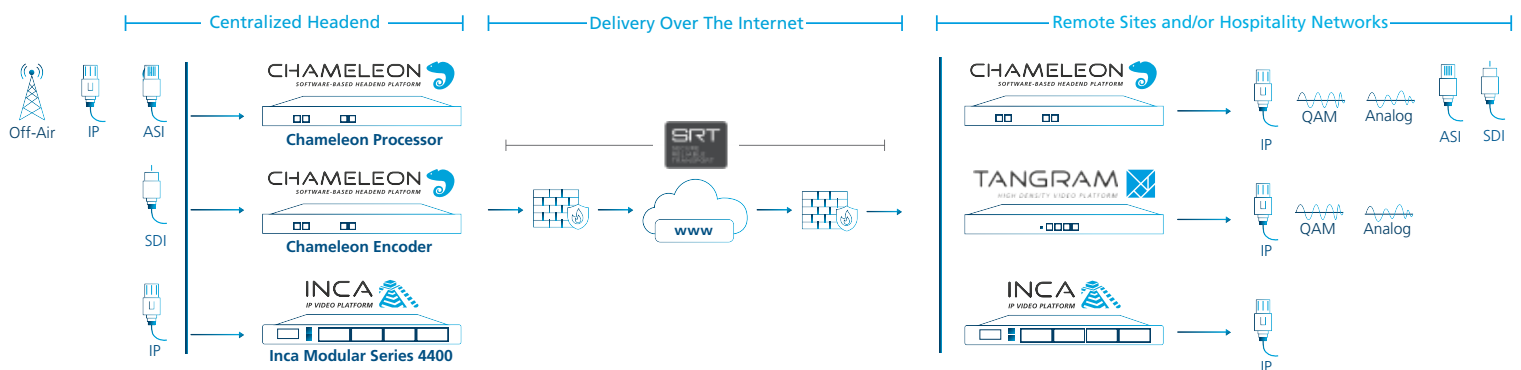 Centralized Headend
Delivery Over The Internet
Remote Sites and/or Hospitality Networks
Off-Air
IP
ASI
CHAMELEON
SOFTWARE-BASED HEADEND PLATFORM
Chameleon Processor
SDI
CHAMELEON
SOFTWARE-BASED HEADEND PLATFORM
Chameleon Encoder
IP
INCA
IP VIDEO PLATFORM
Inca Modular Series 4400
SRT
SECURE
RELIABLE
TRANSPORT
www
CHAMELEON
SOFTWARE-BASED HEADEND PLATFORM
IP
QAM
Analog
ASI
SDI
TANGRAM
HIGH DENSITY VIDEO PLATFORM
IP
QAM
Analog
INCA
IP VIDEO PLATFORM
IP